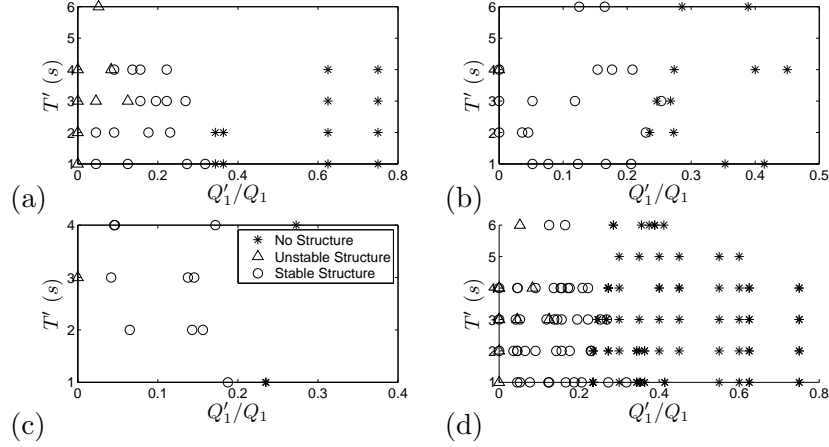 6
5
T′ (s)
4
3
2
1
0
0.2
0.4
0.6
0.8
Q′₁/Q₁
(a)
6
5
T′ (s)
4
3
2
1
0
0.1
0.2
0.3
0.4
0.5
Q′₁/Q₁
(b)
4
T′ (s)
3
2
1
0
0.1
0.2
0.3
0.4
Q′₁/Q₁
No Structure
Unstable Structure
Stable Structure
(c)
6
5
T′ (s)
4
3
2
1
0
0.2
0.4
0.6
0.8
Q′₁/Q₁
(d)